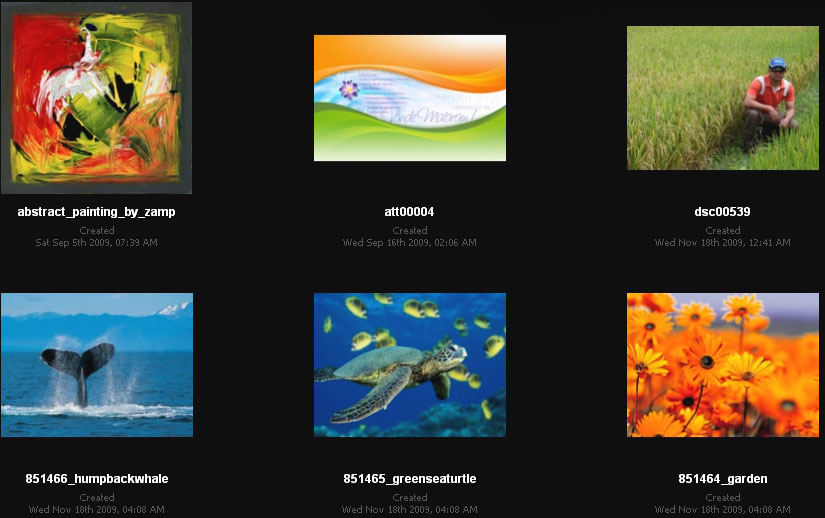 Vande Mataram!
abstract_painting_by_zamp
Created
Sat Sep 5th 2009, 07:39 AM
att00004
Created
Wed Sep 16th 2009, 02:06 AM
dsc00539
Created
Wed Nov 18th 2009, 12:41 AM
851466_humpbackwhale
Created
Wed Nov 18th 2009, 04:08 AM
851465_greenseaturtle
Created
Wed Nov 18th 2009, 04:08 AM
851464_garden
Created
Wed Nov 18th 2009, 04:08 AM